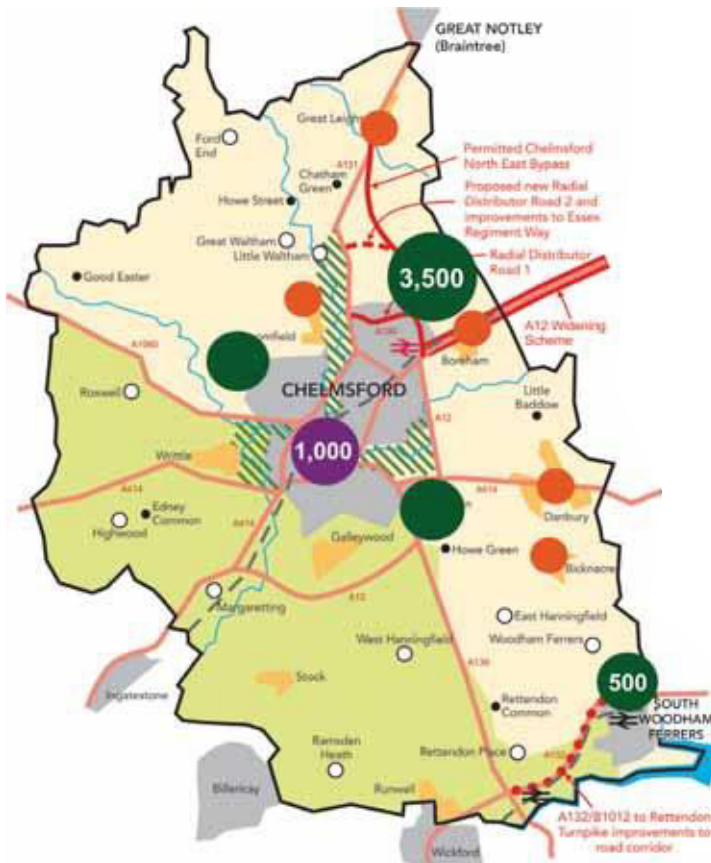 GREAT NOTLEY
(Braintree)
Great Leigh
Ford
End
Permitted Chelmsford
North East Bypass
A131
Chatham
Green
Proposed new Radial
Distributor Road 2 and
improvements to Essex
Regiment Way
Howe Street
Great Waltham
Little Waltham
Radial Distributor
Road 1
Good Easter
3,500
A12 Widening
Scheme
omfield
Boreham
A1060
Roxwell
CHELMSFORD
Little
Baddow
A12
1,000
Writtle
A414
A414
Edney
Common
Highwood
A414
Danbury
Galleywood
Howe Green
Bicknacre
A12
Margaretting
East Hanningfield
West Hanningfield
Woodham Ferrers
A130
Ingatestone
Stock
500
Rettendon
Common
SOUTH
WOODHAM
FERRERS
Ramsden
Heath
Rettendon Place
A132
Billericay
Runwell
A132/B1012 to Rettendon
Turnpike improvements to
road corridor
Wickford